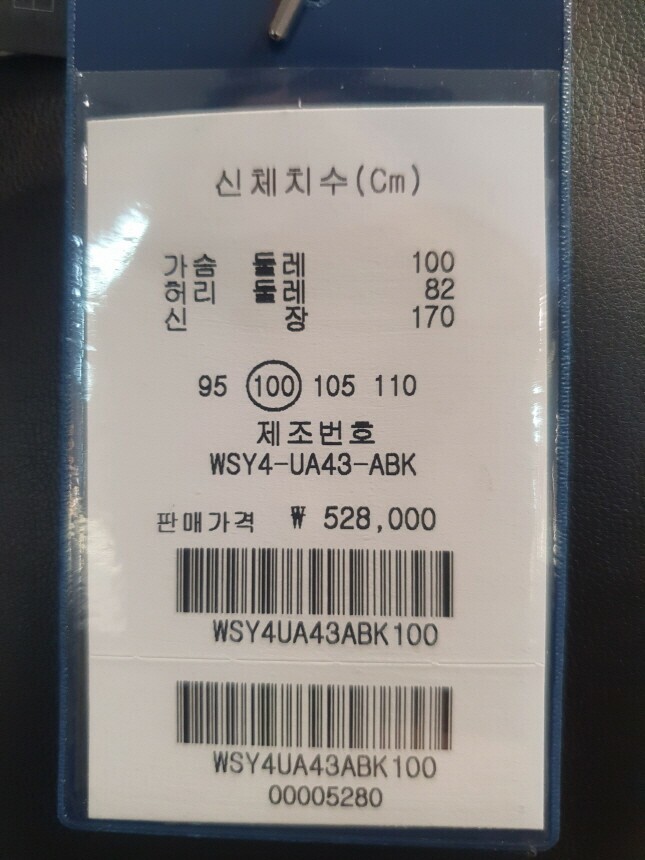 신체치수(Cm)
가슴 둘레 100
허리 둘레 82
신 장 170
95 100 105 110
제조번호
WSY4-UA43-ABK
판매가격 ₩ 528,000
WSY4UA43ABK100
WSY4UA43ABK100
00005280